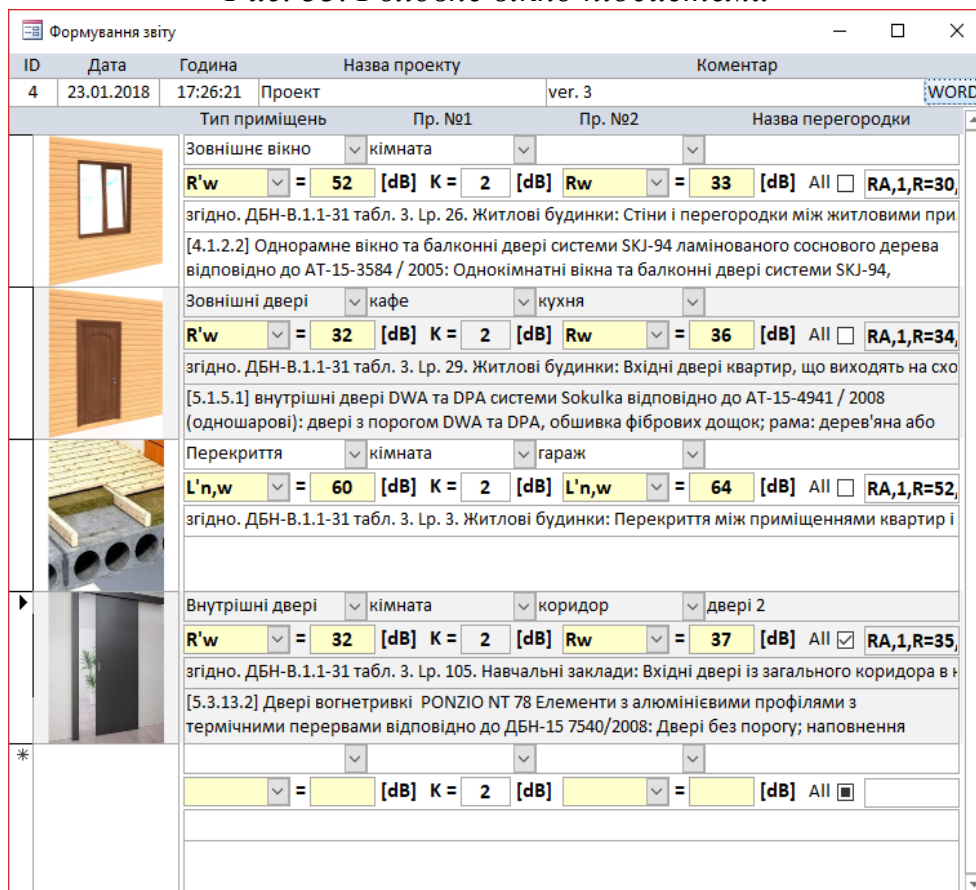 Формування звіту
ID Дата Година Назва проекту Коментар
4 23.01.2018 17:26:21 Проект ver. 3 WORD
Тип приміщень Пр. №1 Пр. №2 Назва перегородки
Зовнішнє вікно кімната
R'w = 52 [dB] K = 2 [dB] Rw = 33 [dB] All RA,1,R=30,
згідно. ДБН-В.1.1-31 табл. 3. Lp. 26. Житлові будинки: Стіни і перегородки між житловими при
[4.1.2.2] Однорамне вікно та балконні двері системи SKJ-94 ламінованого соснового дерева
відповідно до AT-15-3584 / 2005: Однокімнатні вікна та балконні двері системи SKJ-94,
Зовнішні двері кафе кухня
R'w = 32 [dB] K = 2 [dB] Rw = 36 [dB] All RA,1,R=34,
згідно. ДБН-В.1.1-31 табл. 3. Lp. 29. Житлові будинки: Вхідні двері квартир, що виходять на схо
[5.1.5.1] внутрішні двері DWA та DPA системи Sokulka відповідно до AT-15-4941 / 2008
(одношарові): двері з порогом DWA та DPA, обшивка фібрових дощок; рама: дерев'яна або
Перекриття кімната гараж
L'n,w = 60 [dB] K = 2 [dB] L'n,w = 64 [dB] All RA,1,R=52,
згідно. ДБН-В.1.1-31 табл. 3. Lp. 3. Житлові будинки: Перекриття між приміщеннями квартир і
Внутрішні двері кімната коридор двері 2
R'w = 32 [dB] K = 2 [dB] Rw = 37 [dB] All RA,1,R=35,
згідно. ДБН-В.1.1-31 табл. 3. Lp. 105. Навчальні заклади: Вхідні двері із загального коридора в
[5.3.13.2] Двері вогнетривкі PONZIO NT 78 Елементи з алюмінієвими профілями з
термічними перервами відповідно до ДБН-15 7540/2008: Двері без порогу; наповнення
= [dB] K = 2 [dB] = [dB] All